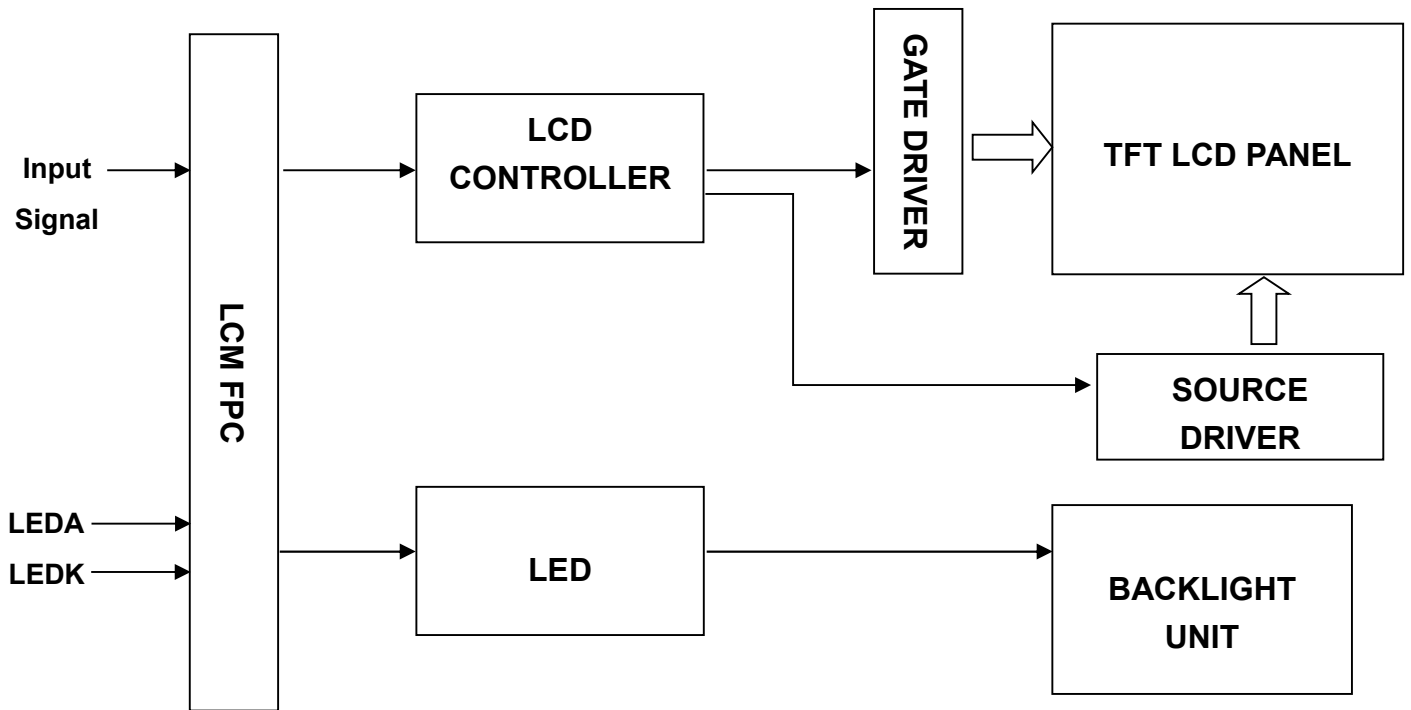 Input
Signal
LEDA
LEDK
LCM FPC
LCD
CONTROLLER
GATE DRIVER
TFT LCD PANEL
SOURCE
DRIVER
LED
BACKLIGHT
UNIT